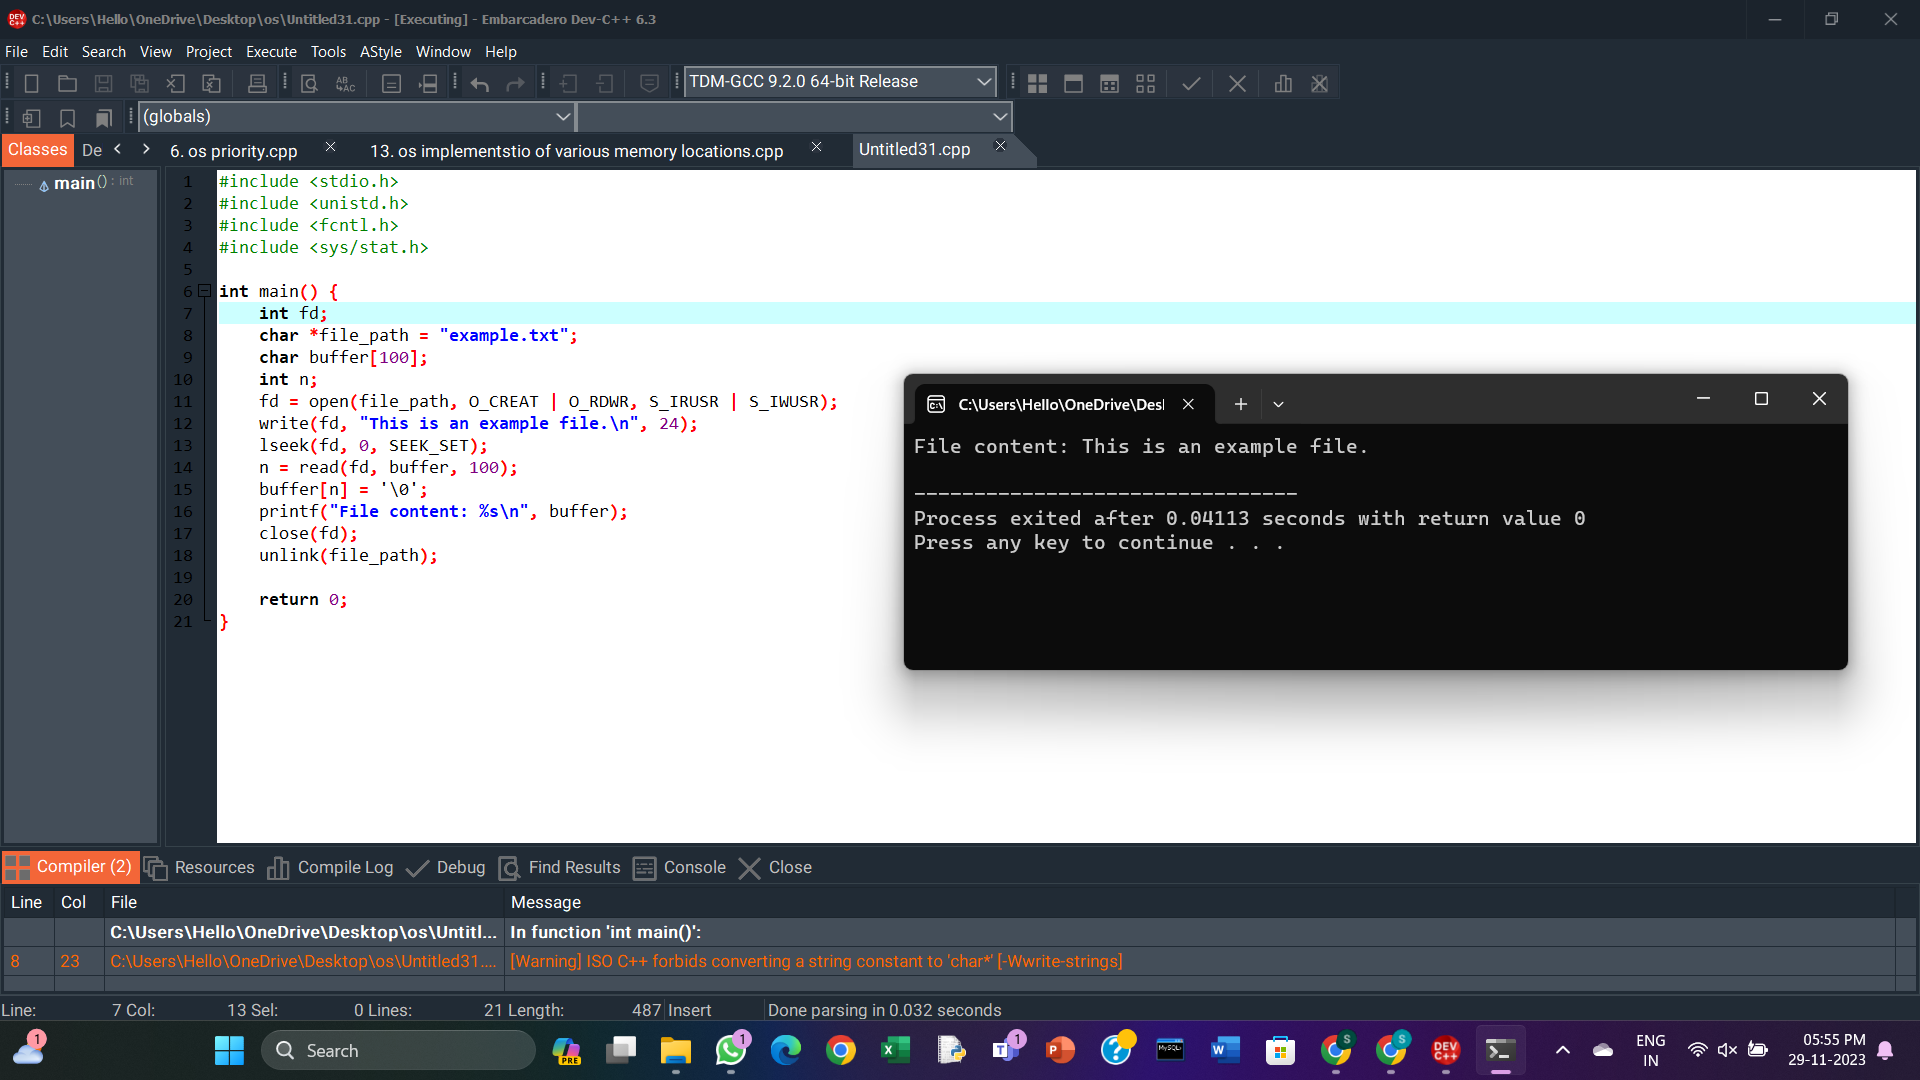 C:\Users\Hello\OneDrive\Desktop\os\Untitled31.cpp - [Executing] - Embarcadero Dev-C++ 6.3
File Edit Search View Project Execute Tools AStyle Window Help
TDM-GCC 9.2.0 64-bit Release
(globals)
Classes De 6. os priority.cpp 13. os implementstio of various memory locations.cpp Untitled31.cpp
main() : int
1 #include <stdio.h>
2 #include <unistd.h>
3 #include <fcntl.h>
4 #include <sys/stat.h>
5
6 int main() {
7 int fd;
8 char *file_path = "example.txt";
9 char buffer[100];
10 int n;
11 fd = open(file_path, O_CREAT | O_RDWR, S_IRUSR | S_IWUSR);
12 write(fd, "This is an example file.\n", 24);
13 lseek(fd, 0, SEEK_SET);
14 n = read(fd, buffer, 100);
15 buffer[n] = '\0';
16 printf("File content: %s\n", buffer);
17 close(fd);
18 unlink(file_path);
19
20 return 0;
21 }
C:\Users\Hello\OneDrive\Des
File content: This is an example file.
--------------------------------
Process exited after 0.04113 seconds with return value 0
Press any key to continue . . .
Compiler (2) Resources Compile Log Debug Find Results Console Close
Line Col File Message
C:\Users\Hello\OneDrive\Desktop\os\Untitl... In function 'int main()':
8 23 C:\Users\Hello\OneDrive\Desktop\os\Untitled31.... [Warning] ISO C++ forbids converting a string constant to 'char*' [-Wwrite-strings]
Line: 7 Col: 13 Sel: 0 Lines: 21 Length: 487 Insert Done parsing in 0.032 seconds
1 Search PRE 1 1 S S ENG 05:55 PM
IN 29-11-2023